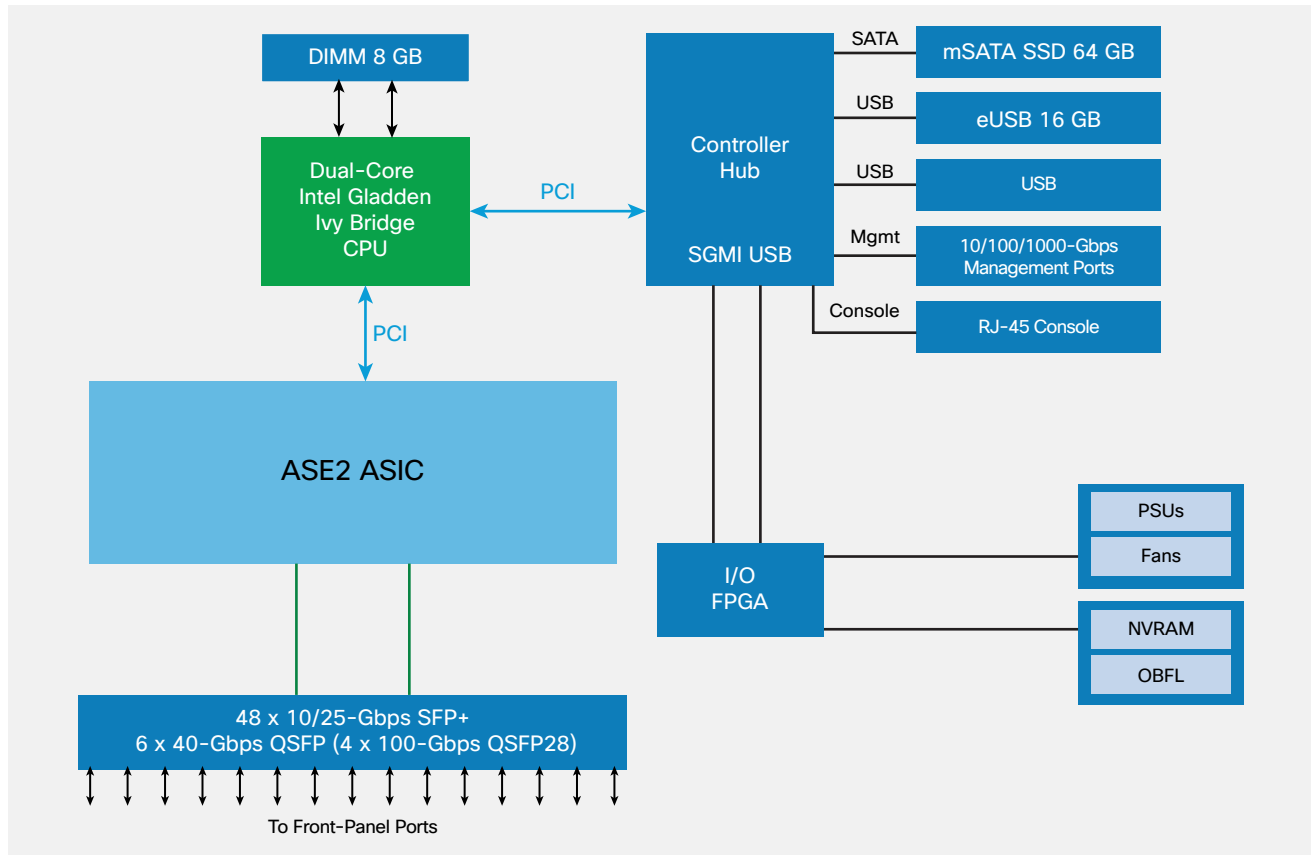 DIMM 8 GB
Dual-Core
Intel Gladden
Ivy Bridge
CPU
PCI
PCI
ASE2 ASIC
48 x 10/25-Gbps SFP+
6 x 40-Gbps QSFP (4 x 100-Gbps QSFP28)
To Front-Panel Ports
Controller
Hub
SGMI USB
SATA
mSATA SSD 64 GB
USB
eUSB 16 GB
USB
USB
Mgmt
10/100/1000-Gbps
Management Ports
Console
RJ-45 Console
I/O
FPGA
PSUs
Fans
NVRAM
OBFL